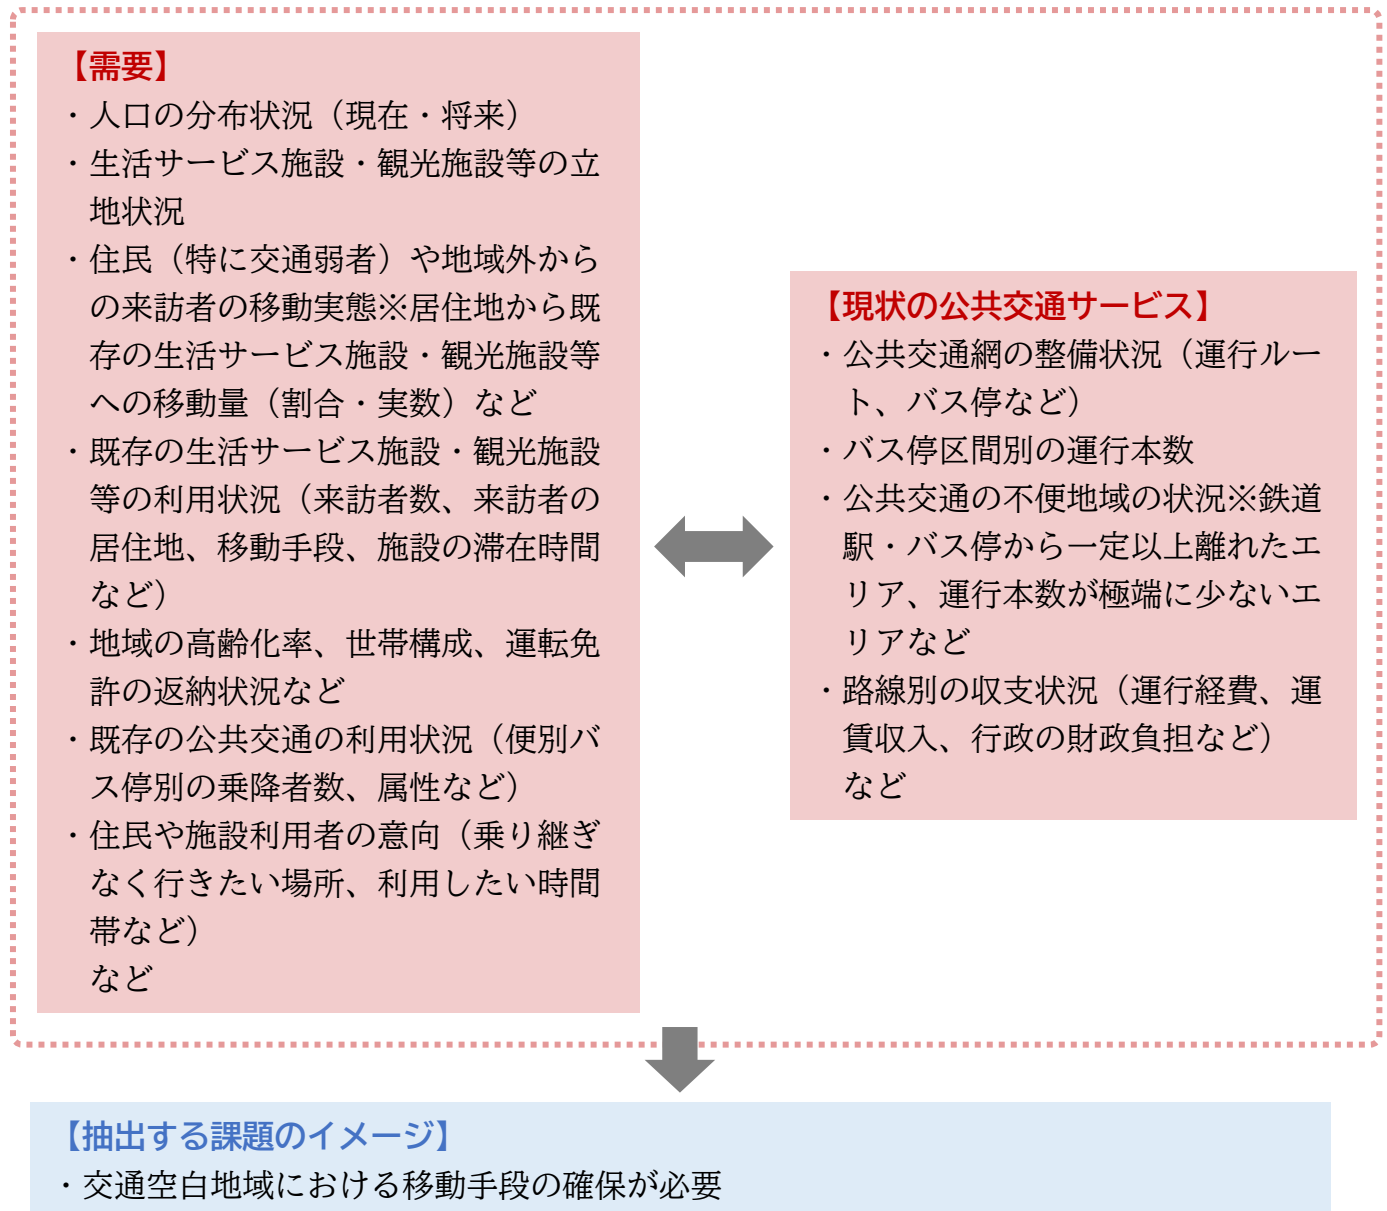 【需要】
・人口の分布状況（現在・将来）
・生活サービス施設・観光施設等の立
地状況
・住民（特に交通弱者）や地域外から
の来訪者の移動実態※居住地から既
存の生活サービス施設・観光施設等
への移動量（割合・実数）など
・既存の生活サービス施設・観光施設
等の利用状況（来訪者数、来訪者の
居住地、移動手段、施設の滞在時間
など）
・地域の高齢化率、世帯構成、運転免
許の返納状況など
・既存の公共交通の利用状況（便別バ
ス停別の乗降者数、属性など）
・住民や施設利用者の意向（乗り継ぎ
なく行きたい場所、利用したい時間
帯など）
など
【現状の公共交通サービス】
・公共交通網の整備状況（運行ルー
ト、バス停など）
・バス停区間別の運行本数
・公共交通の不便地域の状況※鉄道
駅・バス停から一定以上離れたエ
リア、運行本数が極端に少ないエ
リアなど
・路線別の収支状況（運行経費、運
賃収入、行政の財政負担など）
など
【抽出する課題のイメージ】
・交通空白地域における移動手段の確保が必要